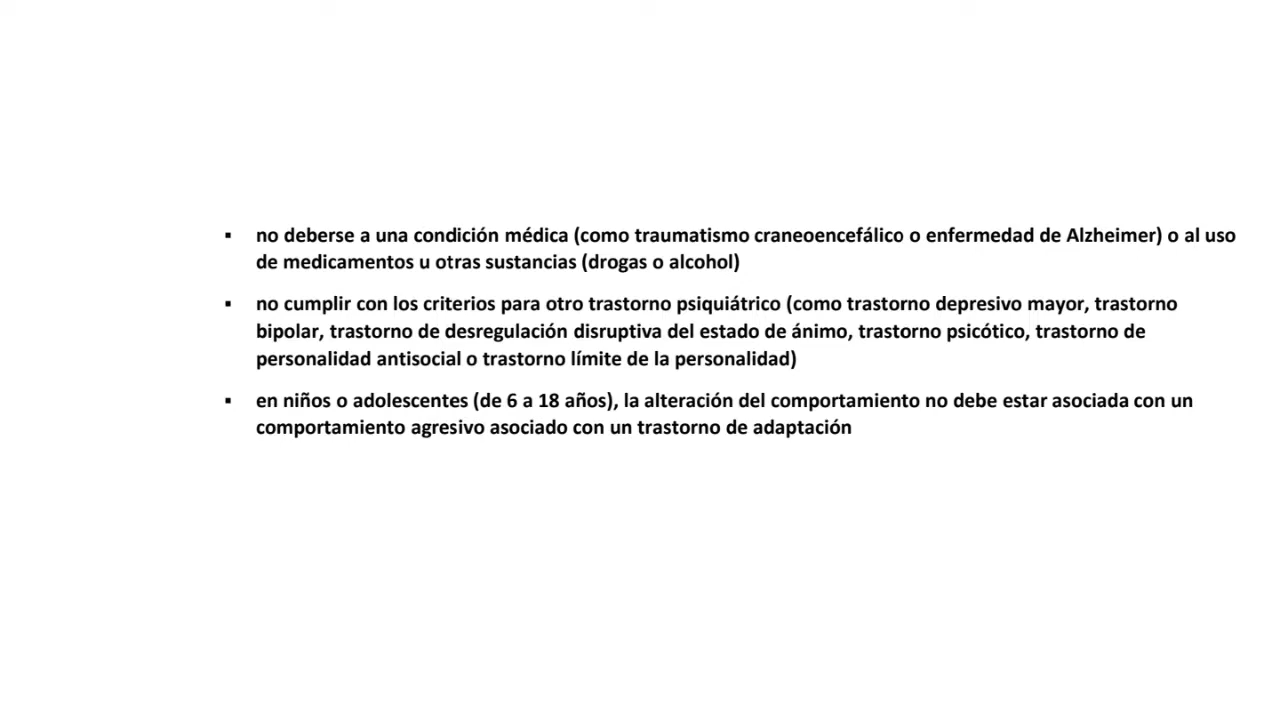 ▪ no deberse a una condición médica (como traumatismo craneoencefálico o enfermedad de Alzheimer) o al uso
de medicamentos u otras sustancias (drogas o alcohol)
▪ no cumplir con los criterios para otro trastorno psiquiátrico (como trastorno depresivo mayor, trastorno
bipolar, trastorno de desregulación disruptiva del estado de ánimo, trastorno psicótico, trastorno de
personalidad antisocial o trastorno límite de la personalidad)
▪ en niños o adolescentes (de 6 a 18 años), la alteración del comportamiento no debe estar asociada con un
comportamiento agresivo asociado con un trastorno de adaptación